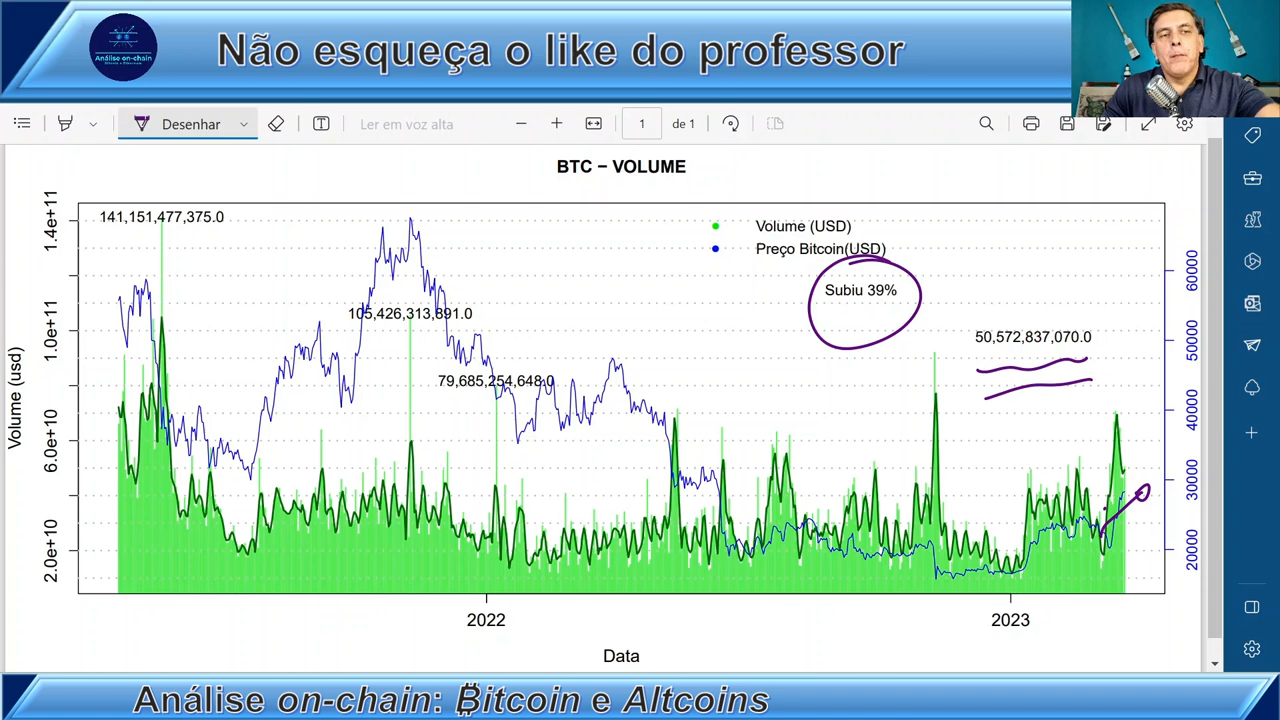 Análise on-chain
Bitcoin e Ethereum
Não esqueça o like do professor
Desenhar
Ler em voz alta
1
de 1
BTC − VOLUME
141,151,477,375.0
105,426,313,891.0
79,685,254,648.0
50,572,837,070.0
Volume (USD)
Preço Bitcoin(USD)
Subiu 39%
Volume (usd)
1.4e+11
1.0e+11
6.0e+10
2.0e+10
60000
50000
40000
30000
20000
2022
2023
Data
Análise on-chain: ₿itcoin e Altcoins